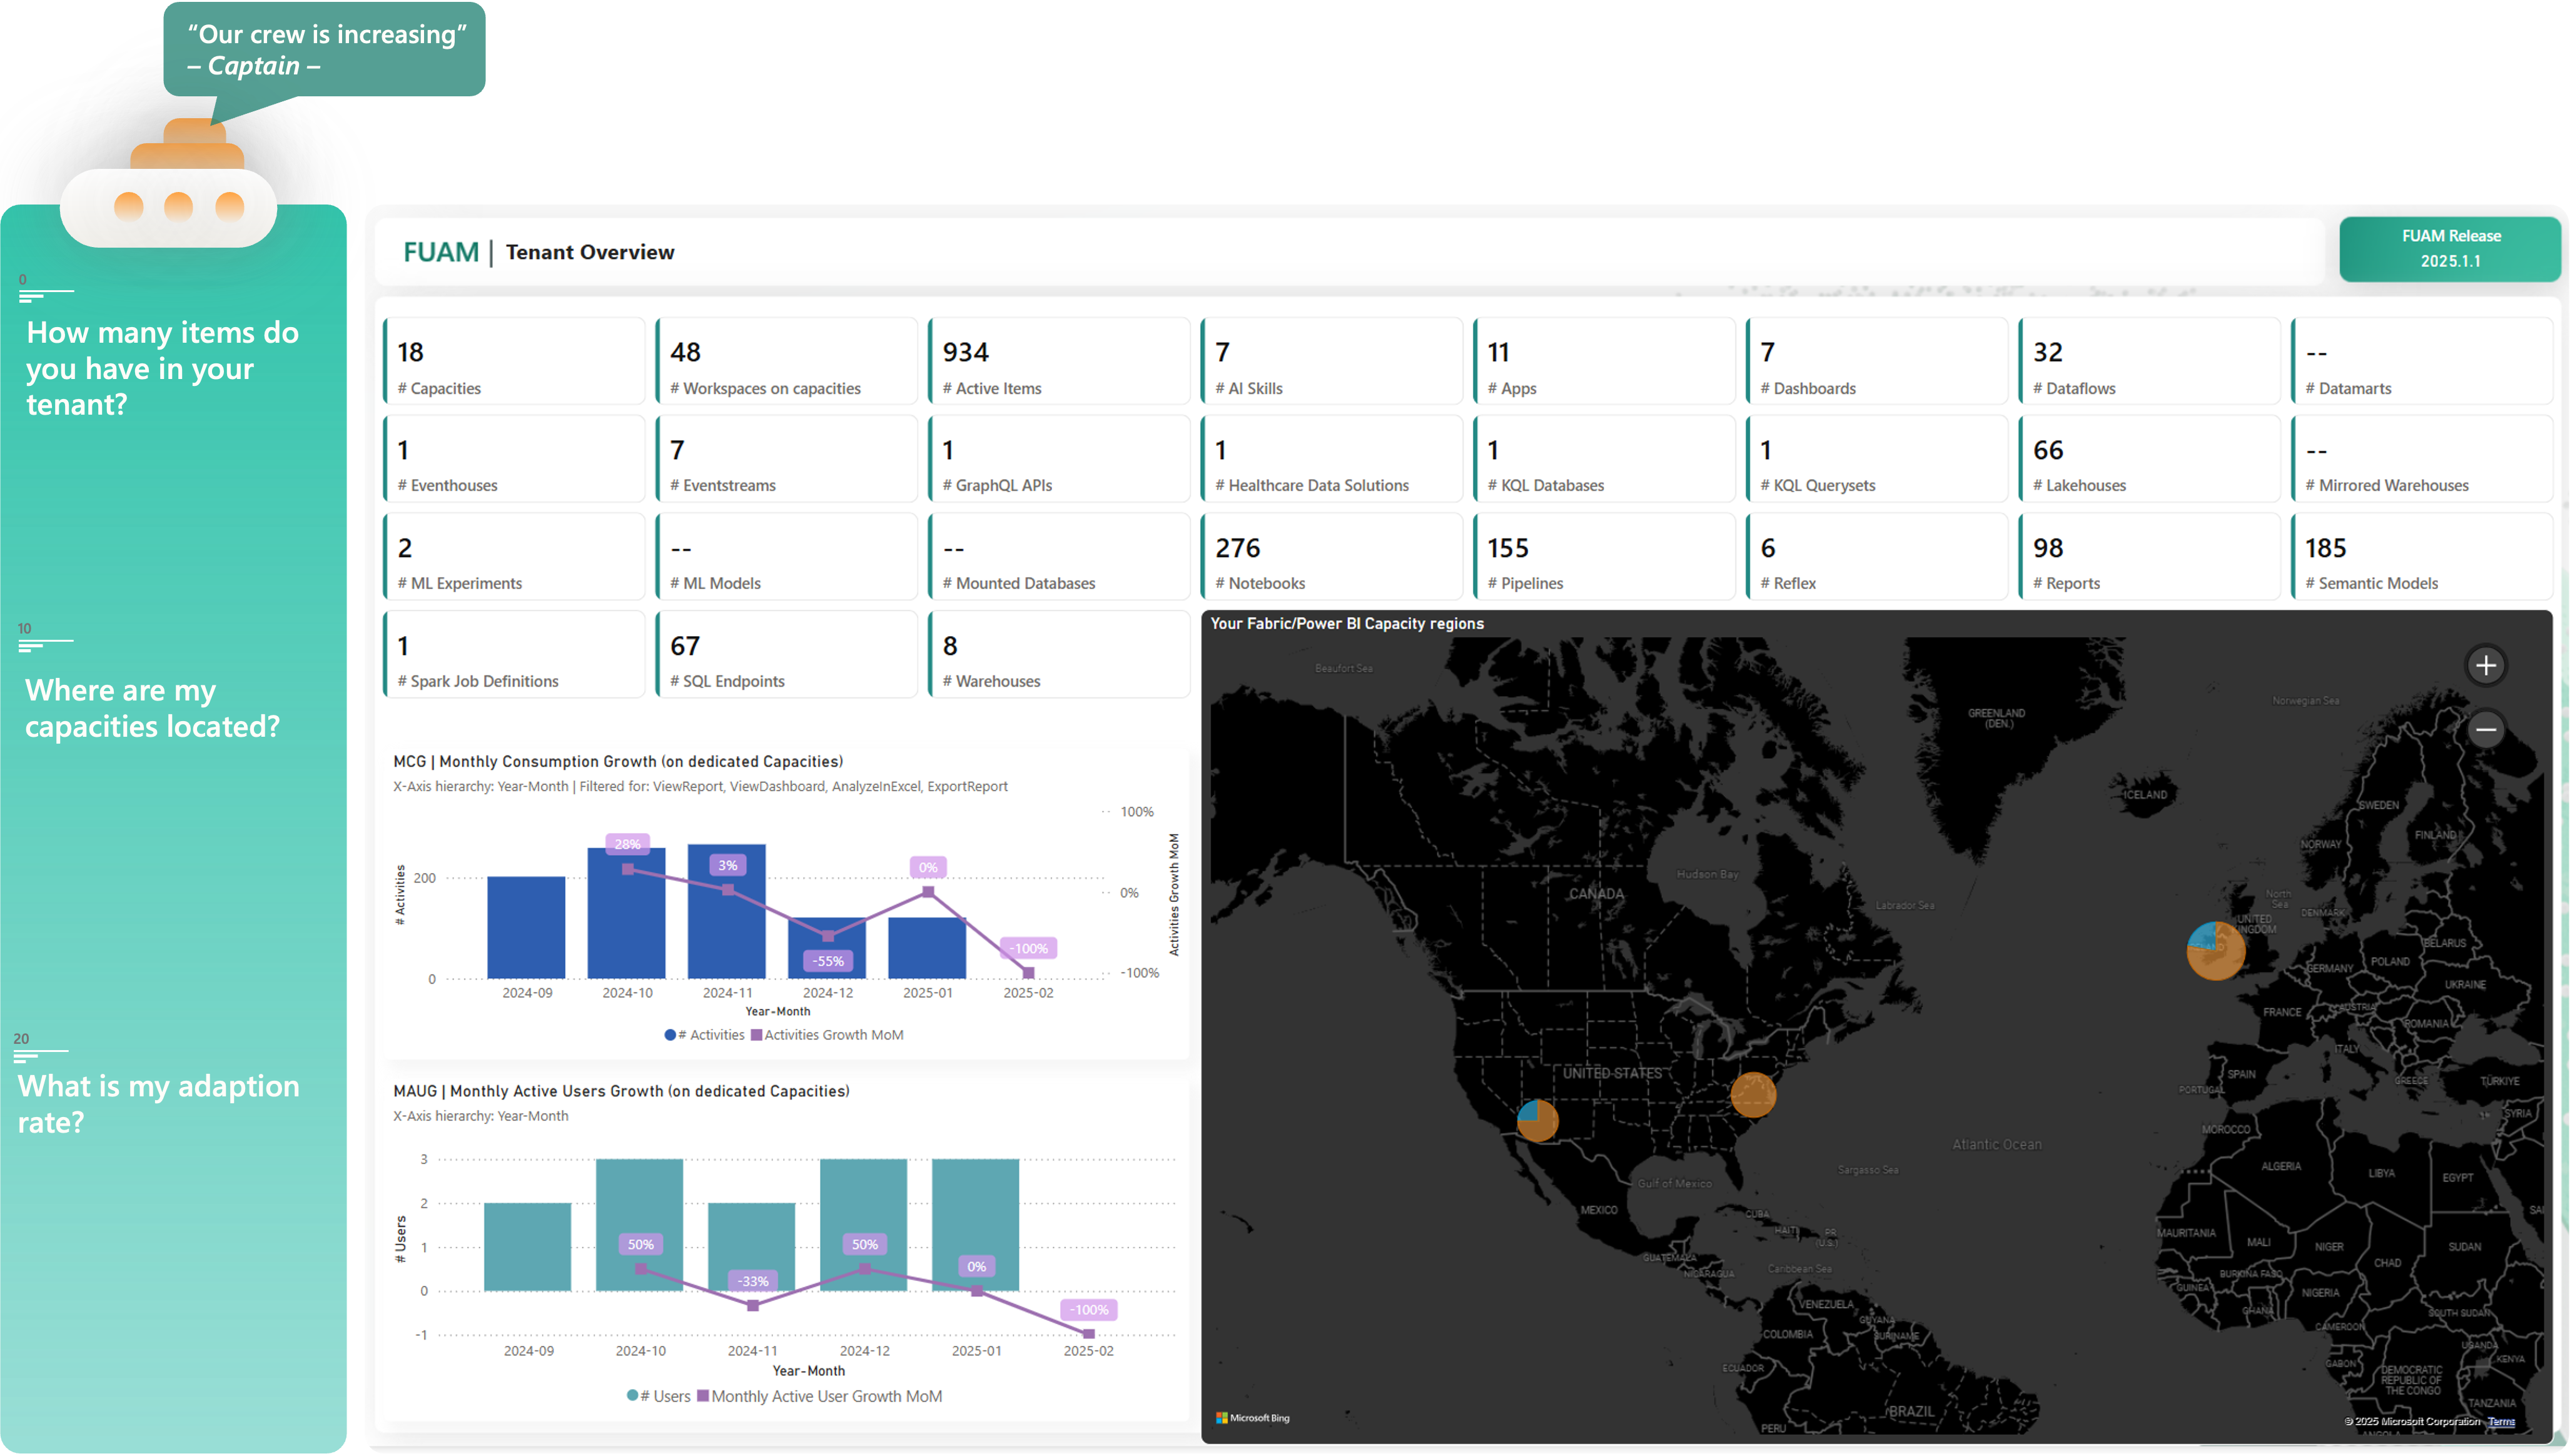 “Our crew is increasing”
– Captain –
0
How many items do
you have in your
tenant?
10
Where are my
capacities located?
20
What is my adaption
rate?
FUAM | Tenant Overview
FUAM Release
2025.1.1
18
# Capacities
48
# Workspaces on capacities
934
# Active Items
7
# AI Skills
11
# Apps
7
# Dashboards
32
# Dataflows
--
# Datamarts
1
# Eventhouses
7
# Eventstreams
1
# GraphQL APIs
1
# Healthcare Data Solutions
1
# KQL Databases
1
# KQL Querysets
66
# Lakehouses
--
# Mirrored Warehouses
2
# ML Experiments
--
# ML Models
--
# Mounted Databases
276
# Notebooks
155
# Pipelines
6
# Reflex
98
# Reports
185
# Semantic Models
1
# Spark Job Definitions
67
# SQL Endpoints
8
# Warehouses
MCG | Monthly Consumption Growth (on dedicated Capacities)
X-Axis hierarchy: Year-Month | Filtered for: ViewReport, ViewDashboard, AnalyzeInExcel, ExportReport
# Activities
200
0
28%
3%
-55%
0%
-100%
100%
0%
-100%
Activities Growth MoM
2024-09 2024-10 2024-11 2024-12 2025-01 2025-02
Year-Month
# Activities Activities Growth MoM
MAUG | Monthly Active Users Growth (on dedicated Capacities)
X-Axis hierarchy: Year-Month
# Users
3
2
1
0
-1
50%
-33%
50%
0%
-100%
2024-09 2024-10 2024-11 2024-12 2025-01 2025-02
Year-Month
# Users Monthly Active User Growth MoM
Your Fabric/Power BI Capacity regions
+
−
Beaufort Sea
Norwegian Sea
GREENLAND
(DEN.)
ICELAND
SWEDEN
FINLAND
NORWAY
Hudson Bay
CANADA
Labrador Sea
North
Sea
DENMARK
UNITED
KINGDOM
BELARUS
POLAND
GERMANY
UKRAINE
FRANCE
AUSTRIA
ROMANIA
ITALY
UNITED STATES
SPAIN
PORTUGAL
GREECE
TÜRKIYE
SYRIA
MOROCCO
Atlantic Ocean
Sargasso Sea
Gulf of Mexico
ALGERIA
LIBYA
EGYPT
MEXICO
CUBA
HAITI
PR
(U.S.)
SA
MAURITANIA
MALI
NIGER
SUDAN
CHAD
GUATEMALA
NICARAGUA
Caribbean Sea
BURKINA FASO
GUINEA
NIGERIA
GHANA
SOUTH SUDAN
VENEZUELA
GUYANA
SURINAME
COLOMBIA
CAMEROON
UGANDA
KENYA
GABON
ECUADOR
DEMOCRATIC
REPUBLIC OF
THE CONGO
TANZANIA
BRAZIL
PERU
ANGOLA
Microsoft Bing
© 2025 Microsoft Corporation Terms